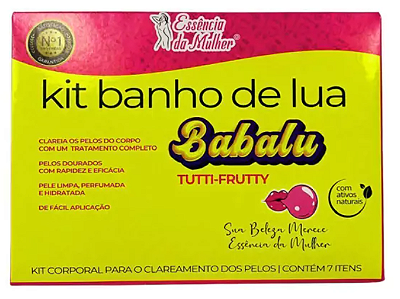 Essência
da Mulher
Nº1
kit banho de lua
Babalu
TUTTI-FRUTTY
CLAREIA OS PELOS DO CORPO
COM UM TRATAMENTO COMPLETO
PELOS DOURADOS
COM RAPIDEZ E EFICÁCIA
PELE LIMPA, PERFUMADA
E HIDRATADA
DE FÁCIL APLICAÇÃO
com
ativos
naturais
Sua Beleza Merece
Essência da Mulher
KIT CORPORAL PARA O CLAREAMENTO DOS PELOS | CONTÉM 7 ITENS